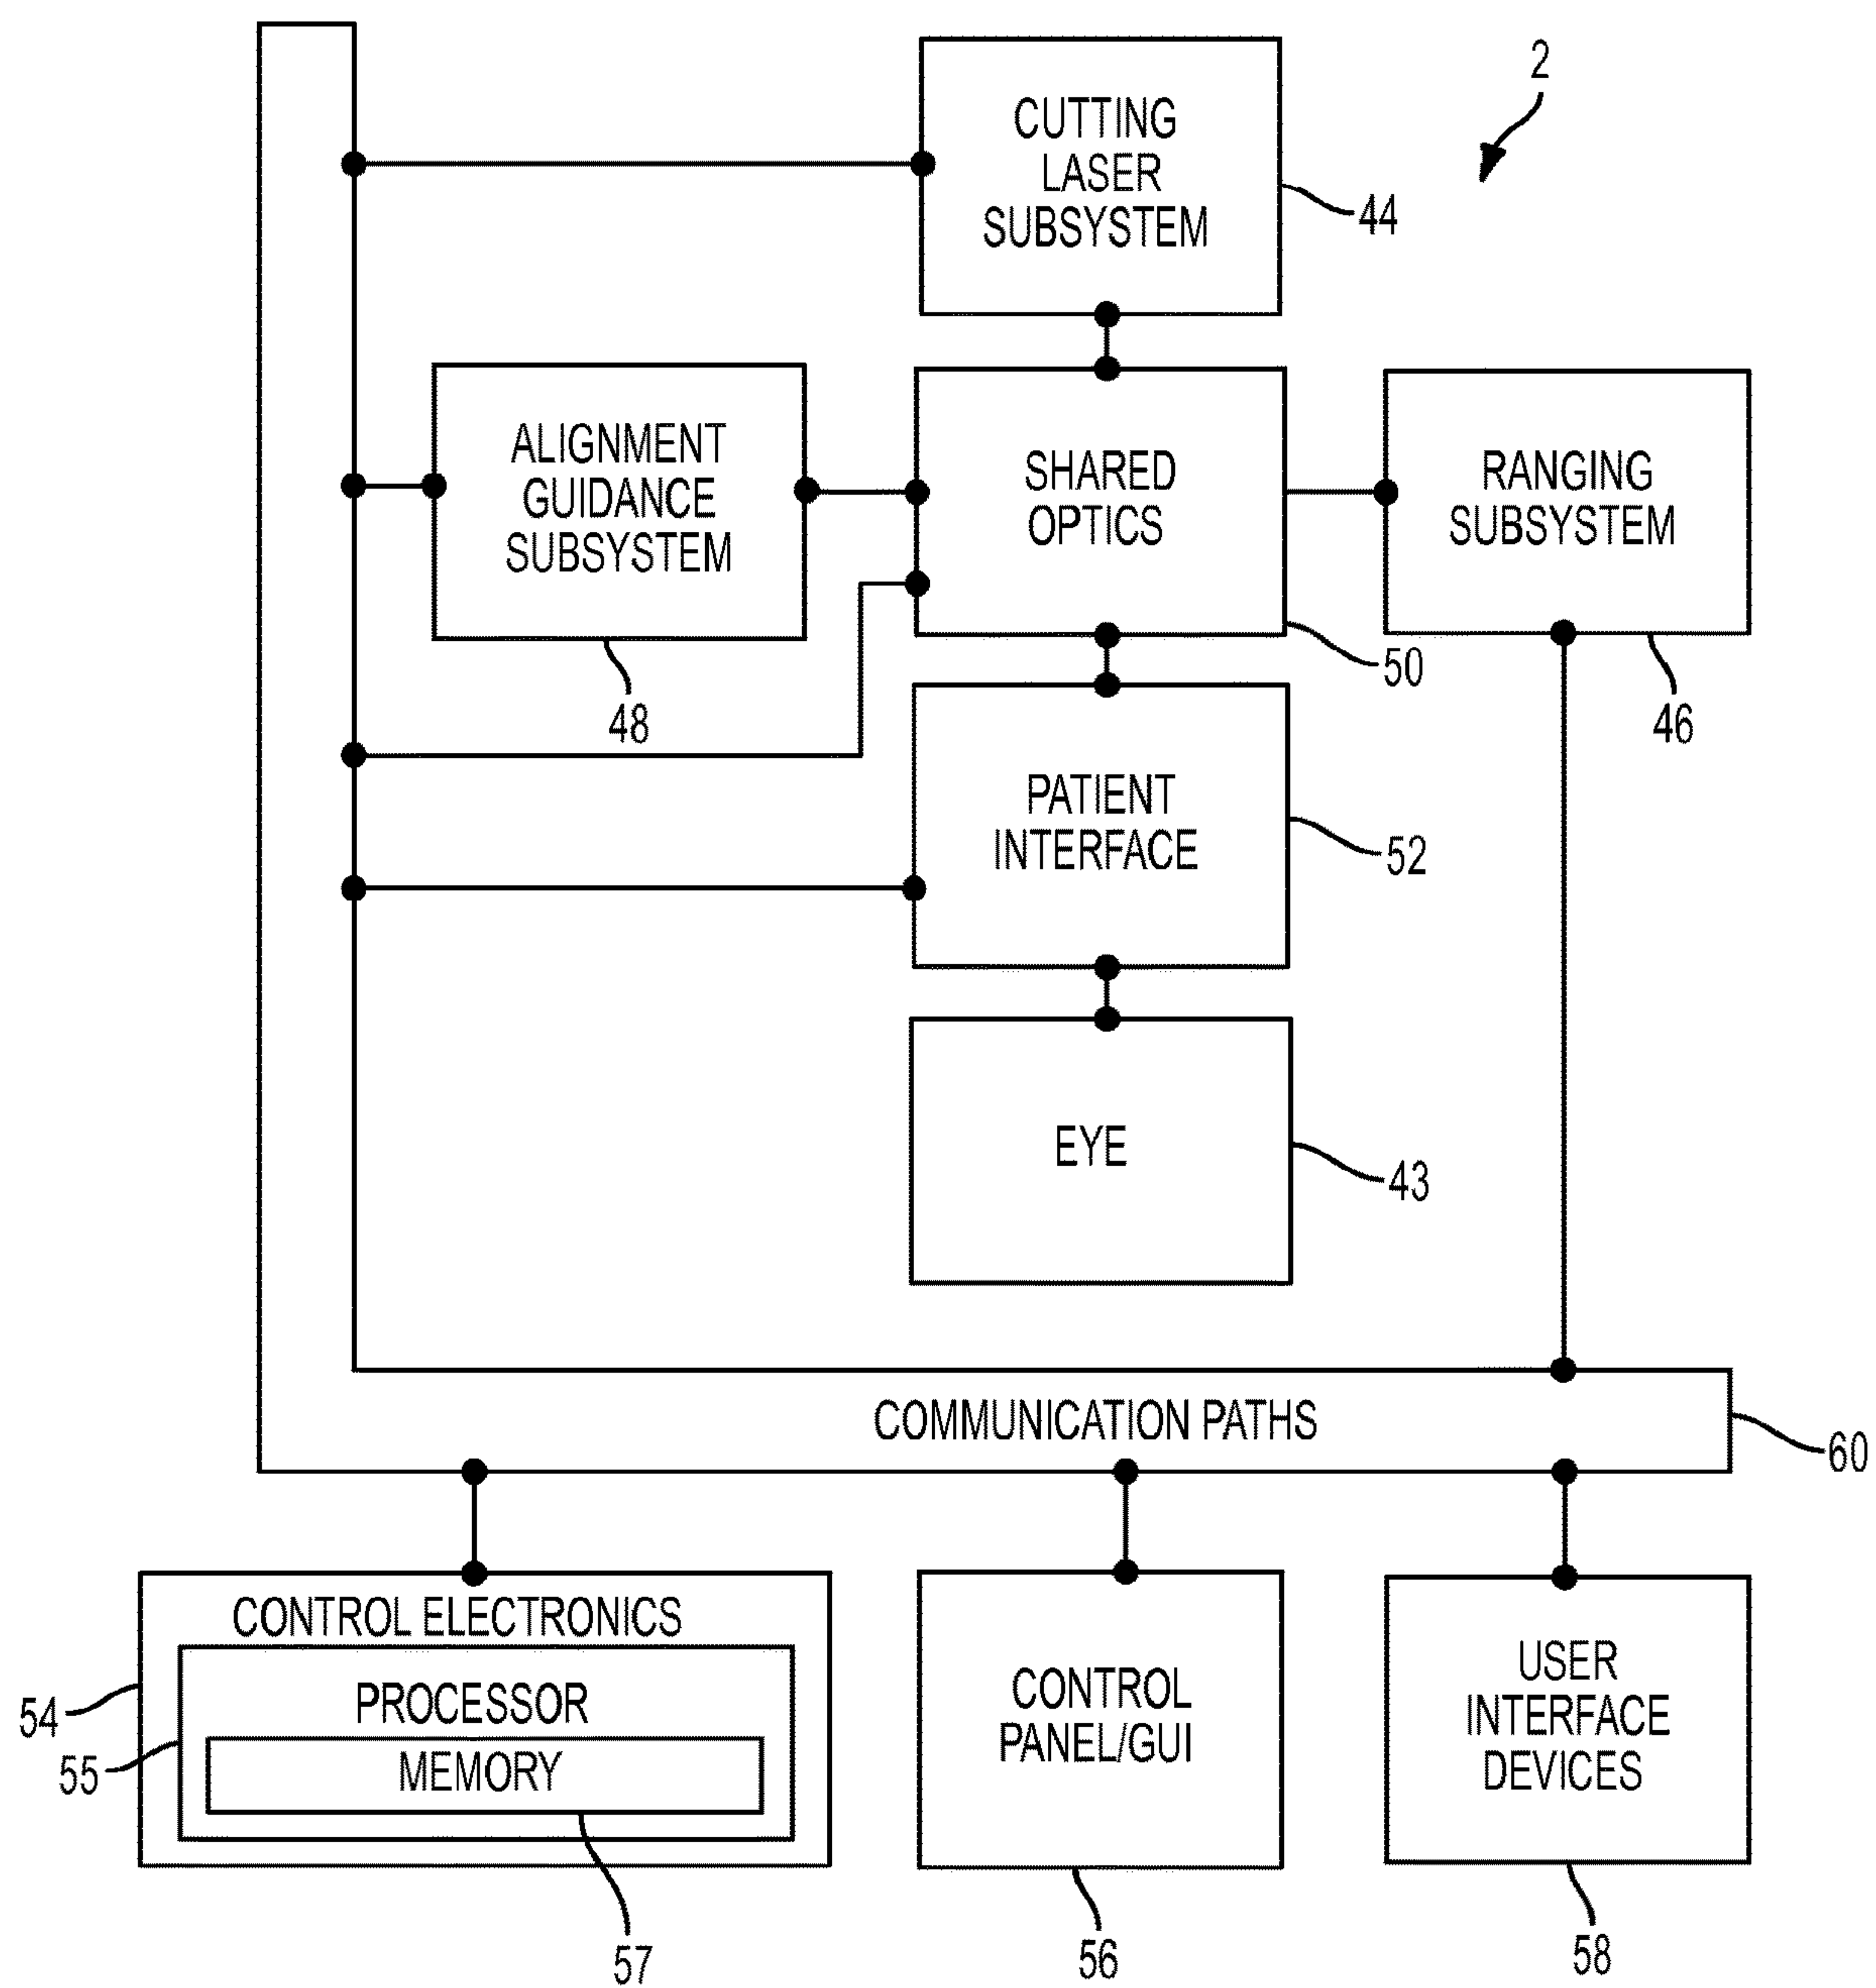 2
CUTTING
LASER
SUBSYSTEM
44
ALIGNMENT
GUIDANCE
SUBSYSTEM
48
SHARED
OPTICS
50
RANGING
SUBSYSTEM
46
PATIENT
INTERFACE
52
EYE
43
COMMUNICATION PATHS
60
CONTROL ELECTRONICS
PROCESSOR
MEMORY
54
55
57
CONTROL
PANEL/GUI
56
USER
INTERFACE
DEVICES
58